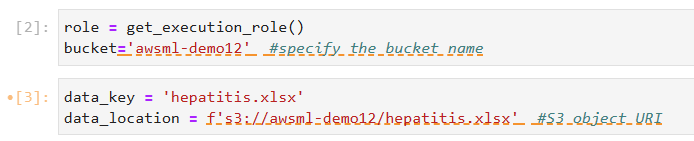 [2]: role = get_execution_role()
bucket='awsml-demo12'  #specify the bucket name
[3]: data_key = 'hepatitis.xlsx'
data_location = f's3://awsml-demo12/hepatitis.xlsx'  #S3 object URI